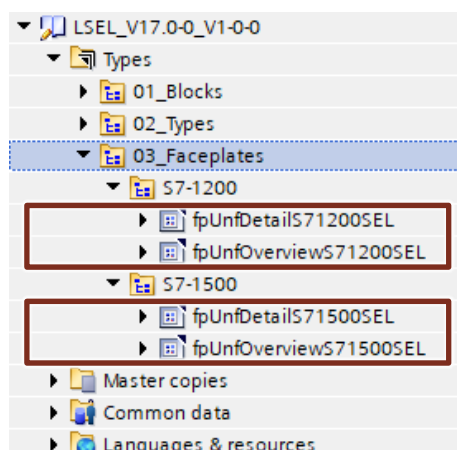 LSEL_V17.0-0_V1-0-0
Types
01_Blocks
02_Types
03_Faceplates
S7-1200
fpUnfDetailS71200SEL
fpUnfOverviewS71200SEL
S7-1500
fpUnfDetailS71500SEL
fpUnfOverviewS71500SEL
Master copies
Common data
Languages & resources